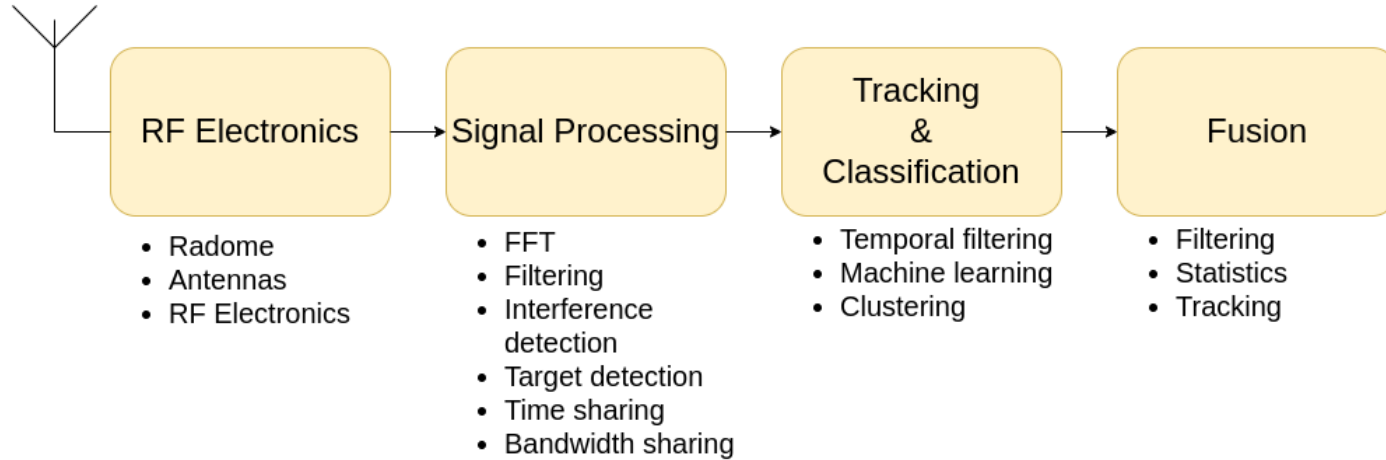 RF Electronics
Signal Processing
Tracking
&
Classification
Fusion
• Radome
• Antennas
• RF Electronics
• FFT
• Filtering
• Interference
detection
• Target detection
• Time sharing
• Bandwidth sharing
• Temporal filtering
• Machine learning
• Clustering
• Filtering
• Statistics
• Tracking